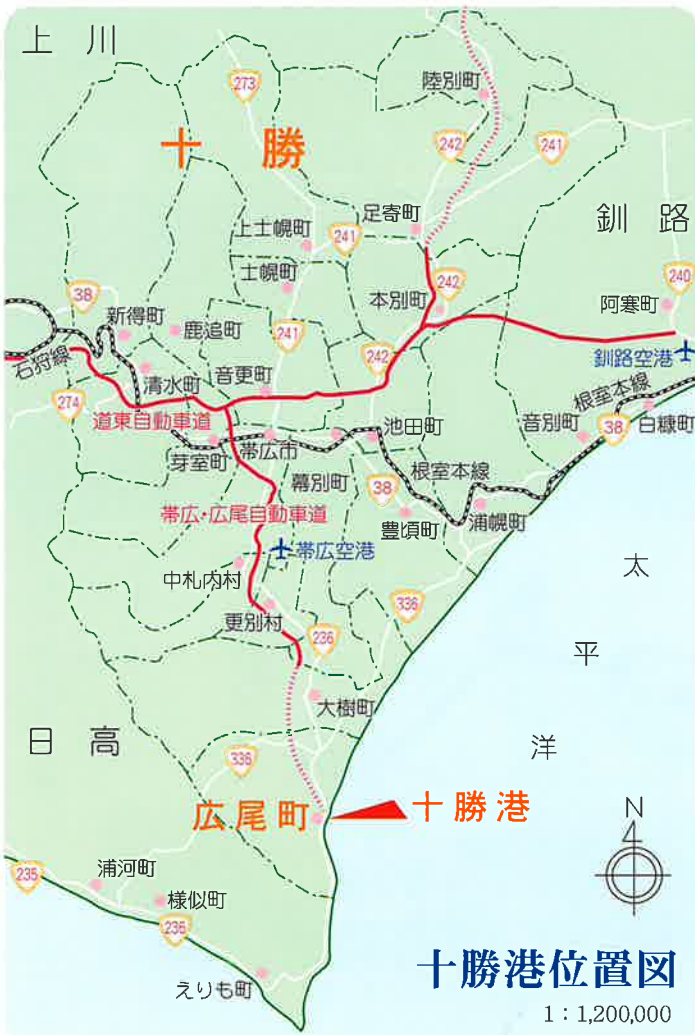 上川
273
陸別町
十勝
242
241
足寄町
釧路
上士幌町
241
士幌町
240
38
本別町
242
阿寒町
新得町
鹿追町
241
石狩線
242
釧路空港
清水町
音更町
根室本線
274
道東自動車道
池田町
音別町
38
白糠町
芽室町
帯広市
幕別町
38
根室本線
帯広・広尾自動車道
豊頃町
浦幌町
帯広空港
太平洋
中札内村
336
更別村
236
大樹町
日高
336
広尾町
十勝港
N
235
浦河町
様似町
236
えりも町
十勝港位置図
1:1,200,000